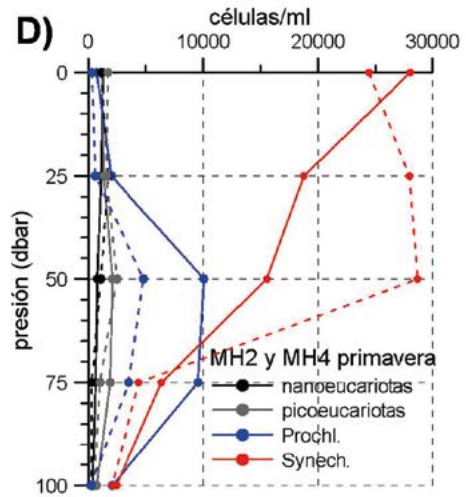 D)
células/ml
0 10000 20000 30000
0
25
50
75
100
presión (dbar)
MH2 y MH4 primavera
nanoeucariotas
picoeucariotas
Prochl.
Synech.